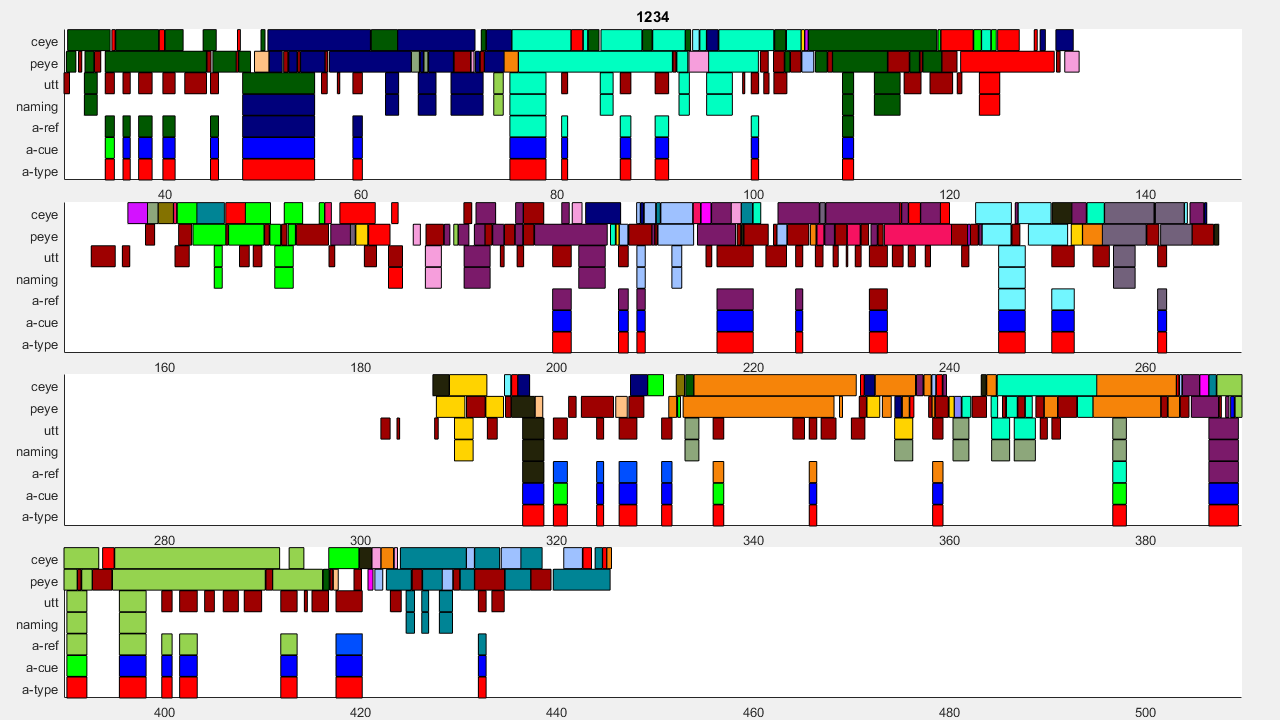 1234
ceye
peye
utt
naming
a-ref
a-cue
a-type
40 60 80 100 120 140
ceye
peye
utt
naming
a-ref
a-cue
a-type
160 180 200 220 240 260
ceye
peye
utt
naming
a-ref
a-cue
a-type
280 300 320 340 360 380
ceye
peye
utt
naming
a-ref
a-cue
a-type
400 420 440 460 480 500